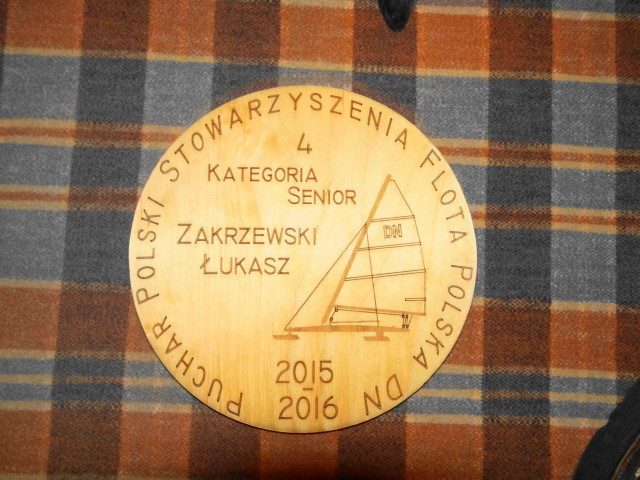 PUCHAR POLSKI STOWARZYSZENIA FLOTA POLSKA DN
4
KATEGORIA
SENIOR
ZAKRZEWSKI
ŁUKASZ
DN
2015
-
2016